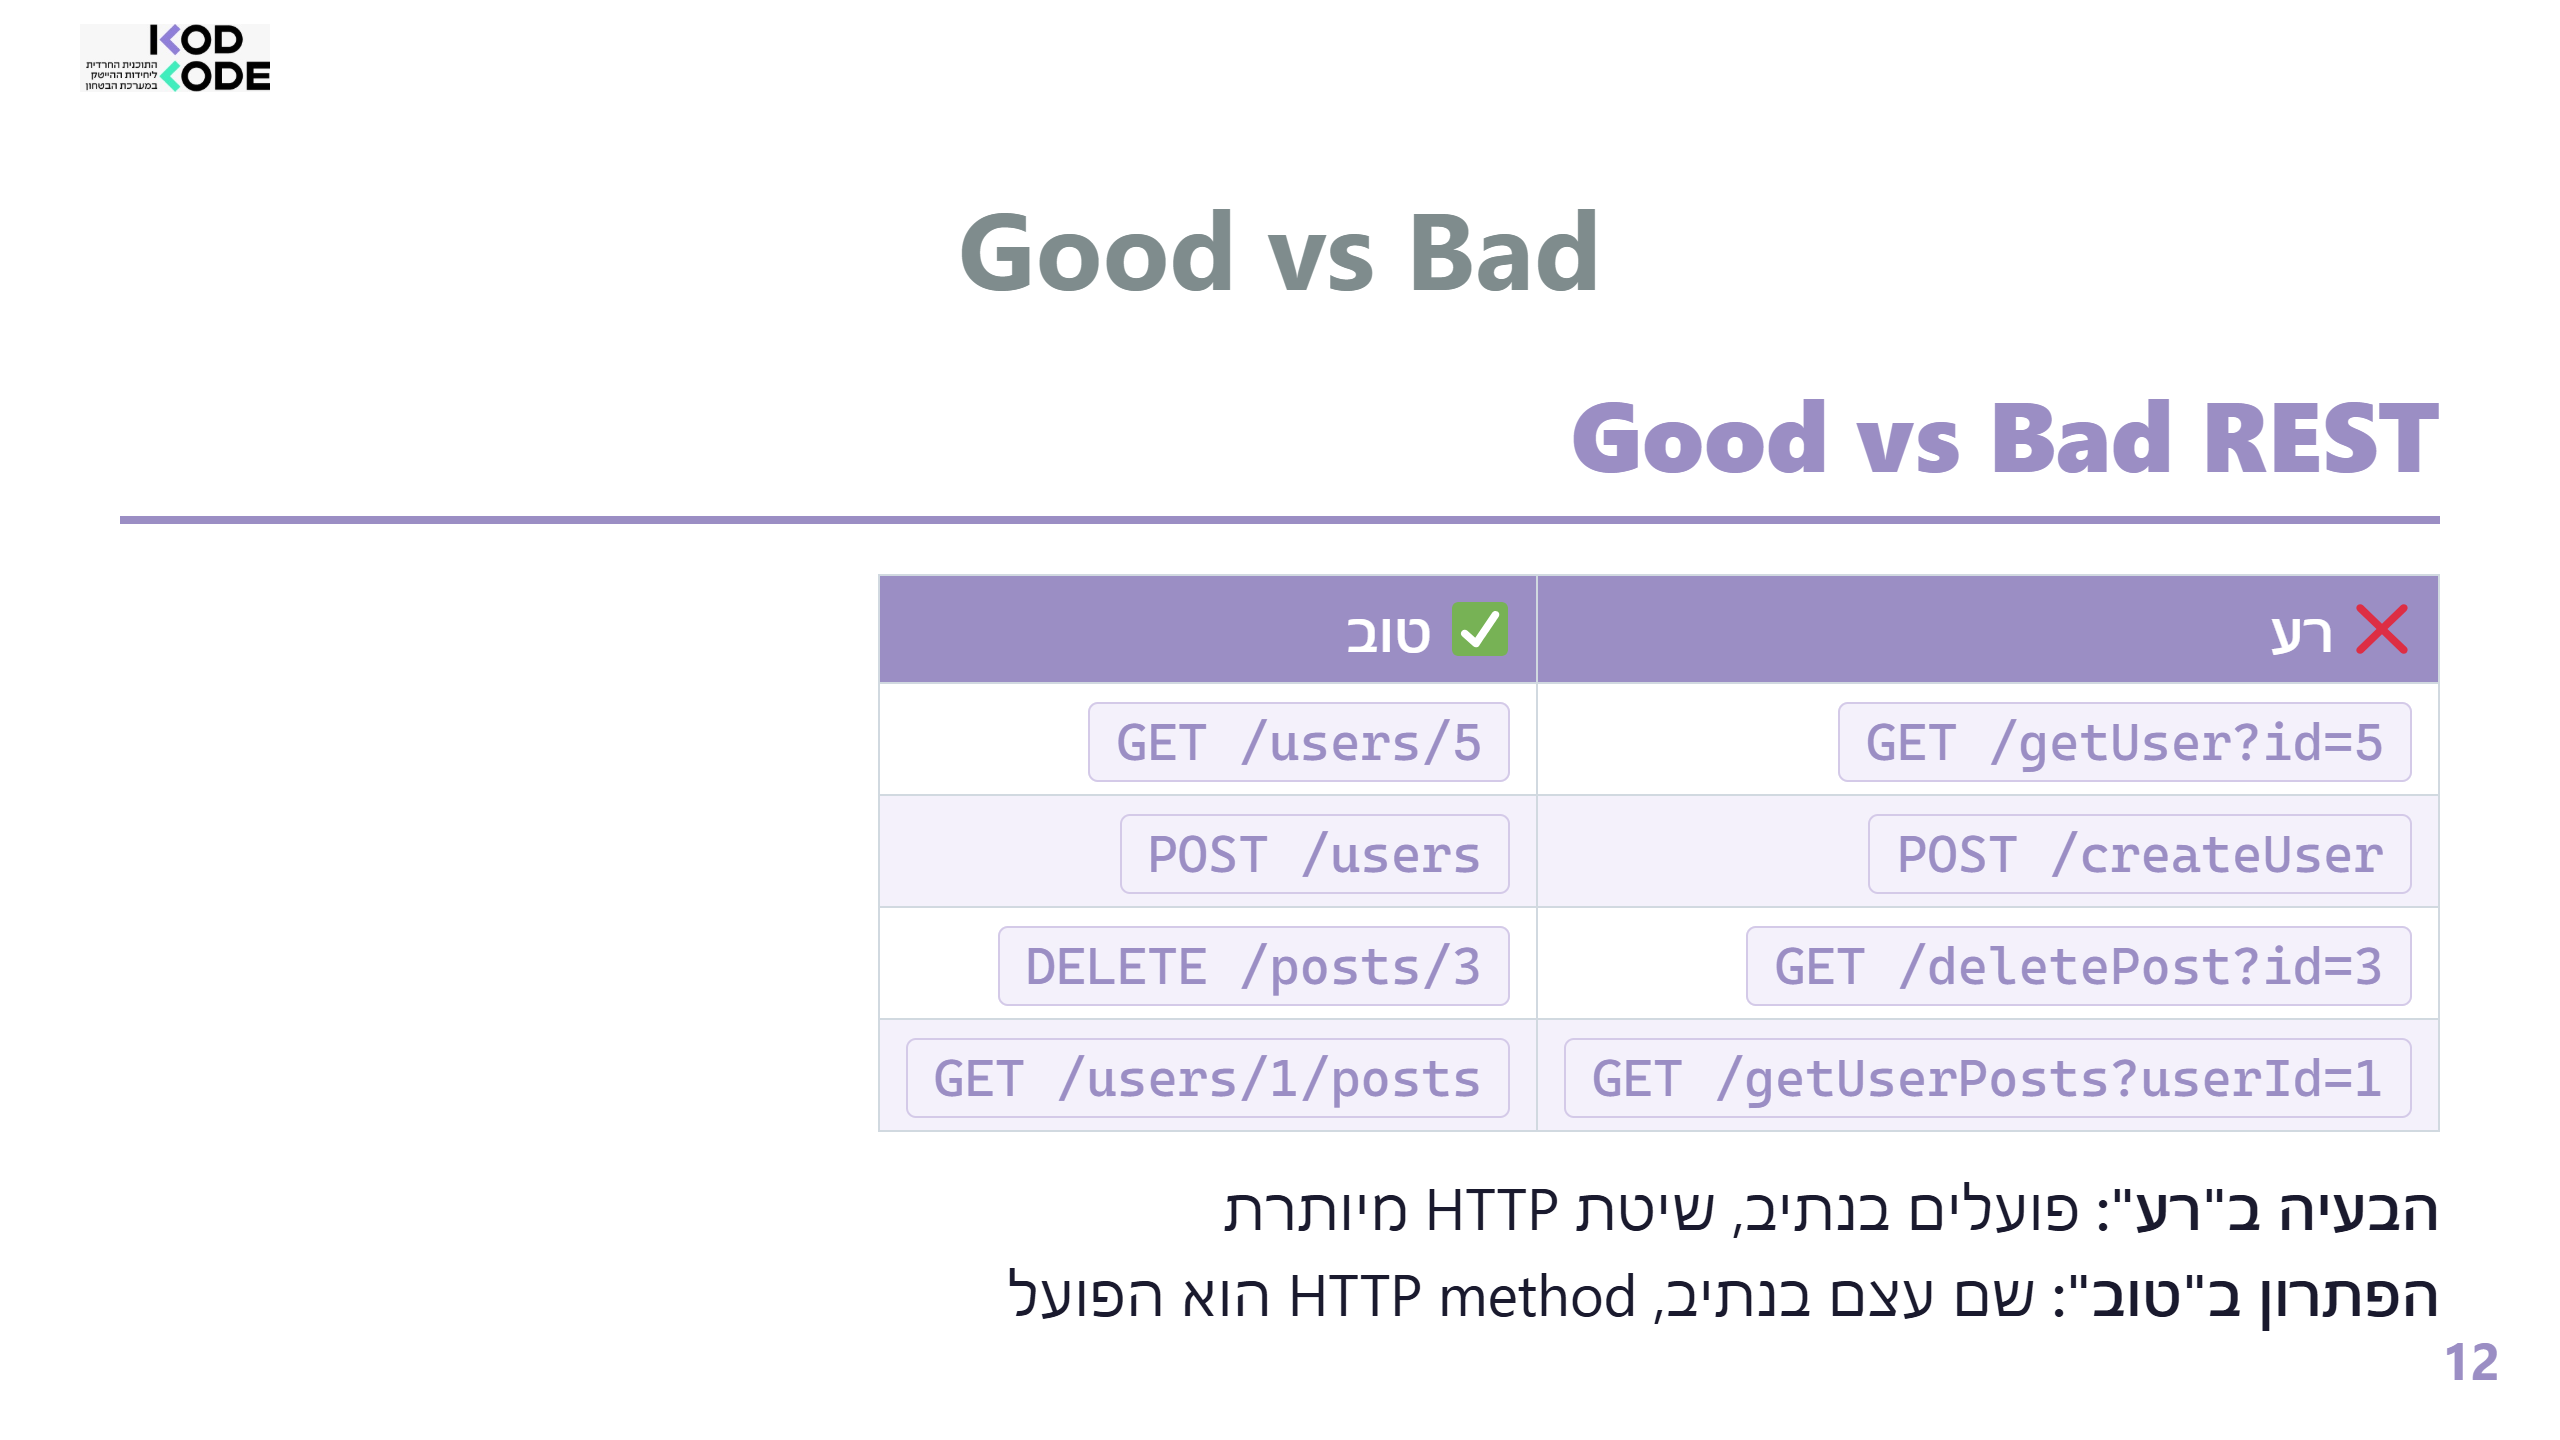 KOD
KODE
התוכנית החרדית
ליחידות ההייטק
במערכת הבטחון
Good vs Bad
Good vs Bad REST
❌ רע
✅ טוב
GET /getUser?id=5
GET /users/5
POST /createUser
POST /users
GET /deletePost?id=3
DELETE /posts/3
GET /getUserPosts?userId=1
GET /users/1/posts
הבעיה ב"רע": פועלים בנתיב, שיטת HTTP מיותרת
הפתרון ב"טוב": שם עצם בנתיב, HTTP method הוא הפועל
12